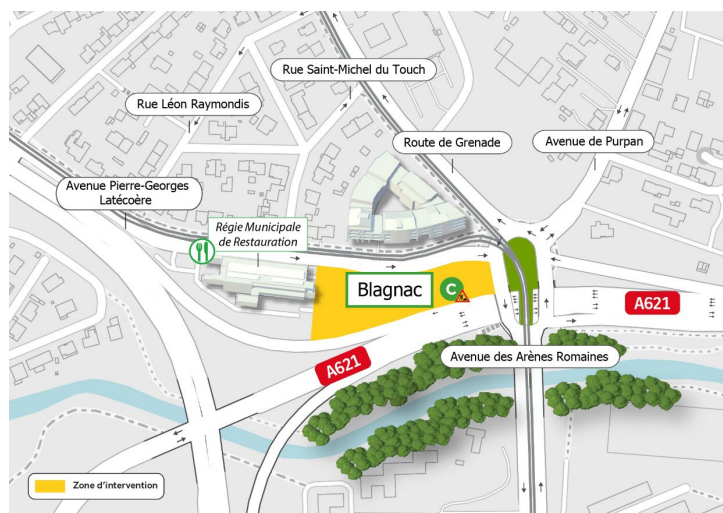 Rue Saint-Michel du Touch
Rue Léon Raymondis
Route de Grenade
Avenue de Purpan
Avenue Pierre-Georges
Latécoère
Régie Municipale
de Restauration
Blagnac
C
A621
A621
Avenue des Arènes Romaines
Zone d'intervention